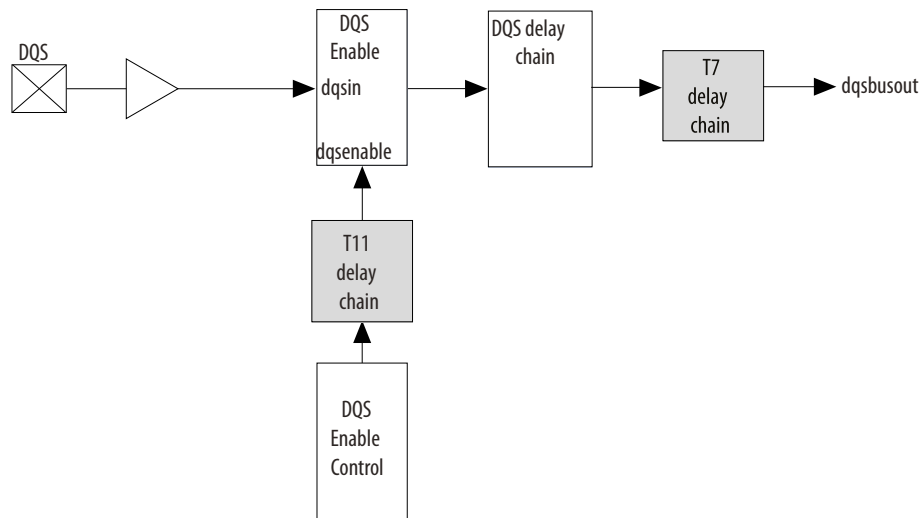 DQS
DQS
Enable
dqsin
dqsenable
DQS delay
chain
T7
delay
chain
dqsbusout
T11
delay
chain
DQS
Enable
Control